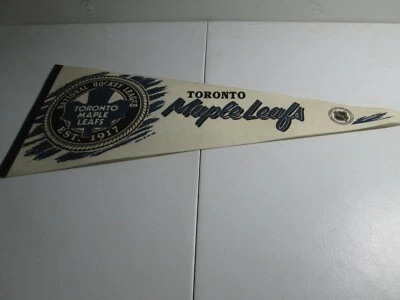 NATIONAL HOCKEY LEAGUE
TORONTO
MAPLE
LEAFS
EST. 1917
TORONTO
Maple Leafs